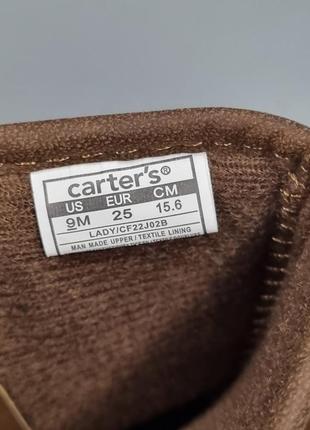 carter's®
US EUR CM
9M 25 15.6
LADY/CF22J02B
MAN MADE UPPER/TEXTILE LINING